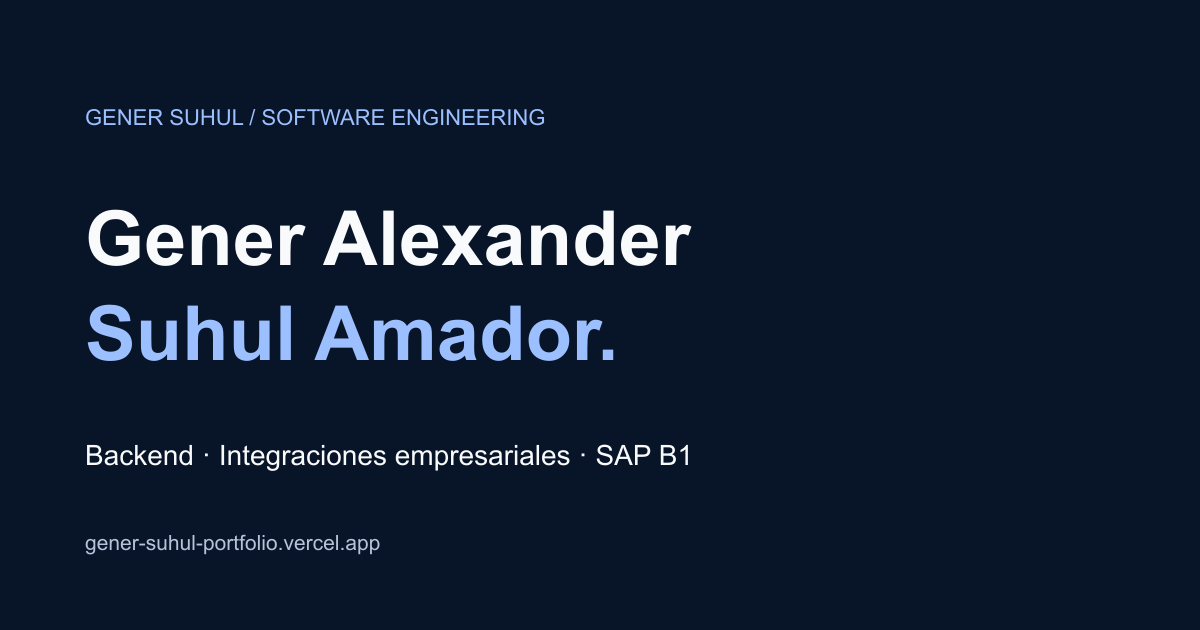 GENER SUHUL / SOFTWARE ENGINEERING
Gener Alexander
Suhul Amador.
Backend · Integraciones empresariales · SAP B1
gener-suhul-portfolio.vercel.app